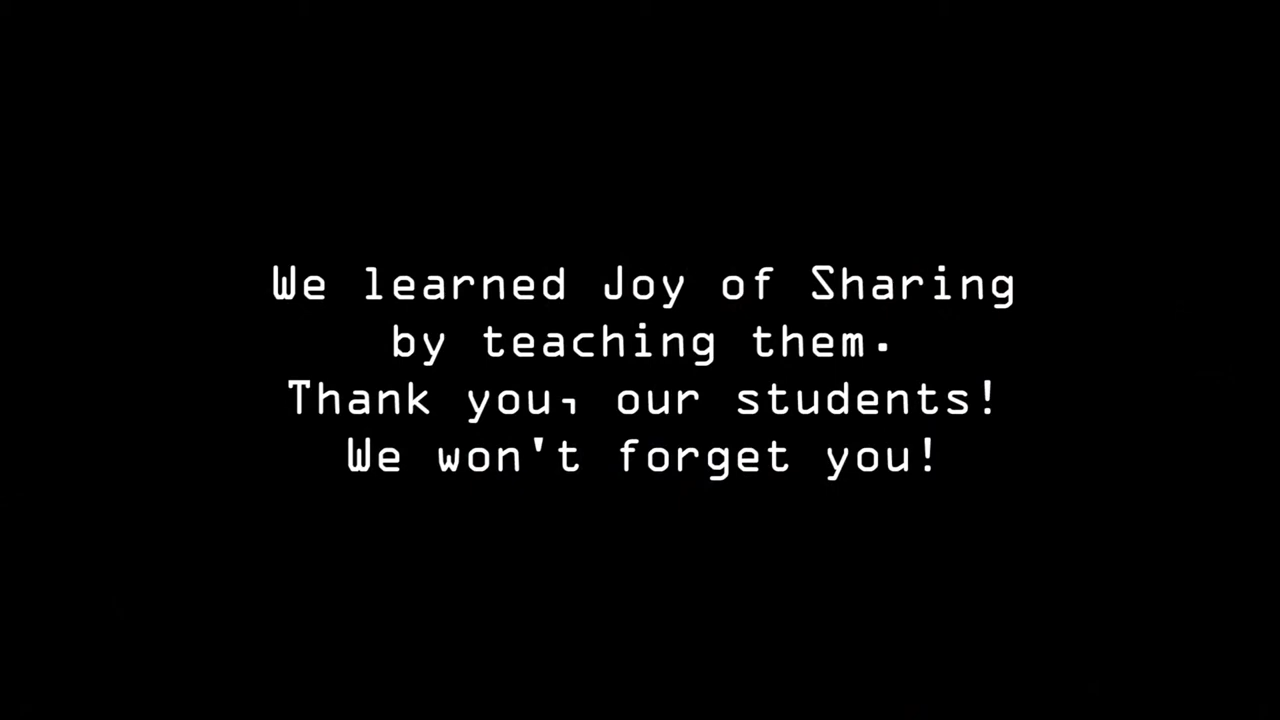 We learned Joy of Sharing
by teaching them.
Thank you, our students!
We won't forget you!